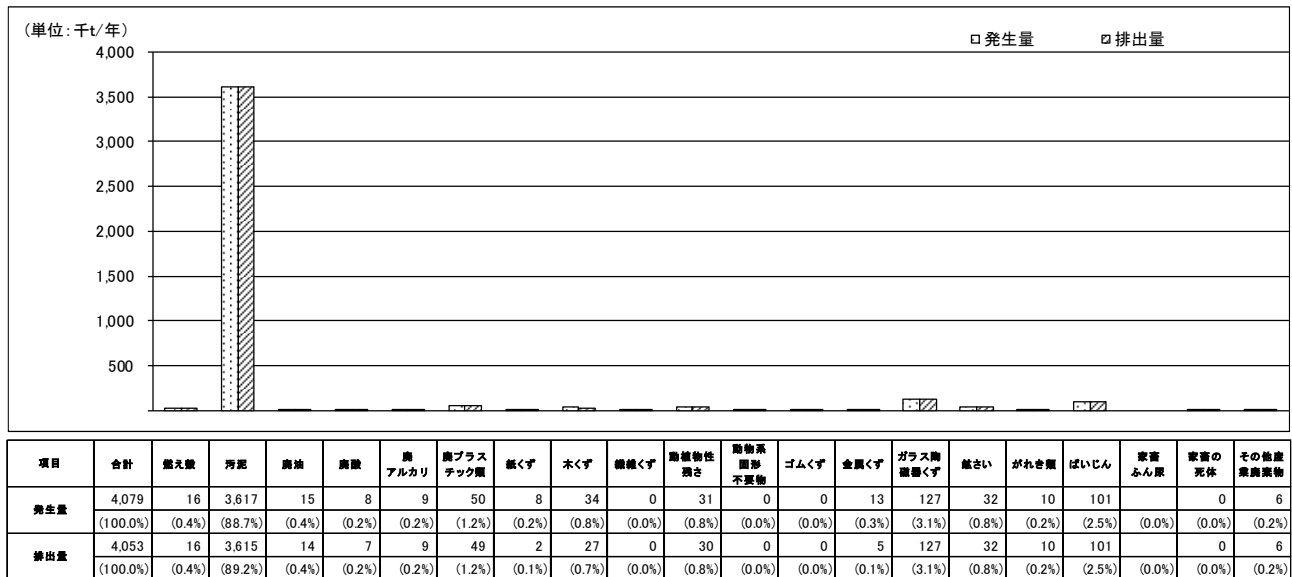 (単位:千t/年)
□発生量 ▨排出量
4,000
3,500
3,000
2,500
2,000
1,500
1,000
500
項目 合計 燃え殻 汚泥 廃油 廃酸 廃アルカリ 廃プラスチック類 紙くず 木くず 繊維くず 動植物性残さ 動物系固形不要物 ゴムくず 金属くず ガラス陶磁器くず 鉱さい がれき類 ばいじん 家畜ふん尿 家畜の死体 その他産業廃棄物
発生量 4,079 16 3,617 15 8 9 50 8 34 0 31 0 0 13 127 32 10 101 0 6
(100.0%) (0.4%) (88.7%) (0.4%) (0.2%) (0.2%) (1.2%) (0.2%) (0.8%) (0.0%) (0.8%) (0.0%) (0.0%) (0.3%) (3.1%) (0.8%) (0.2%) (2.5%) (0.0%) (0.0%) (0.2%)
排出量 4,053 16 3,615 14 7 9 49 2 27 0 30 0 0 5 127 32 10 101 0 6
(100.0%) (0.4%) (89.2%) (0.4%) (0.2%) (0.2%) (1.2%) (0.1%) (0.7%) (0.0%) (0.8%) (0.0%) (0.0%) (0.1%) (3.1%) (0.8%) (0.2%) (2.5%) (0.0%) (0.0%) (0.2%)